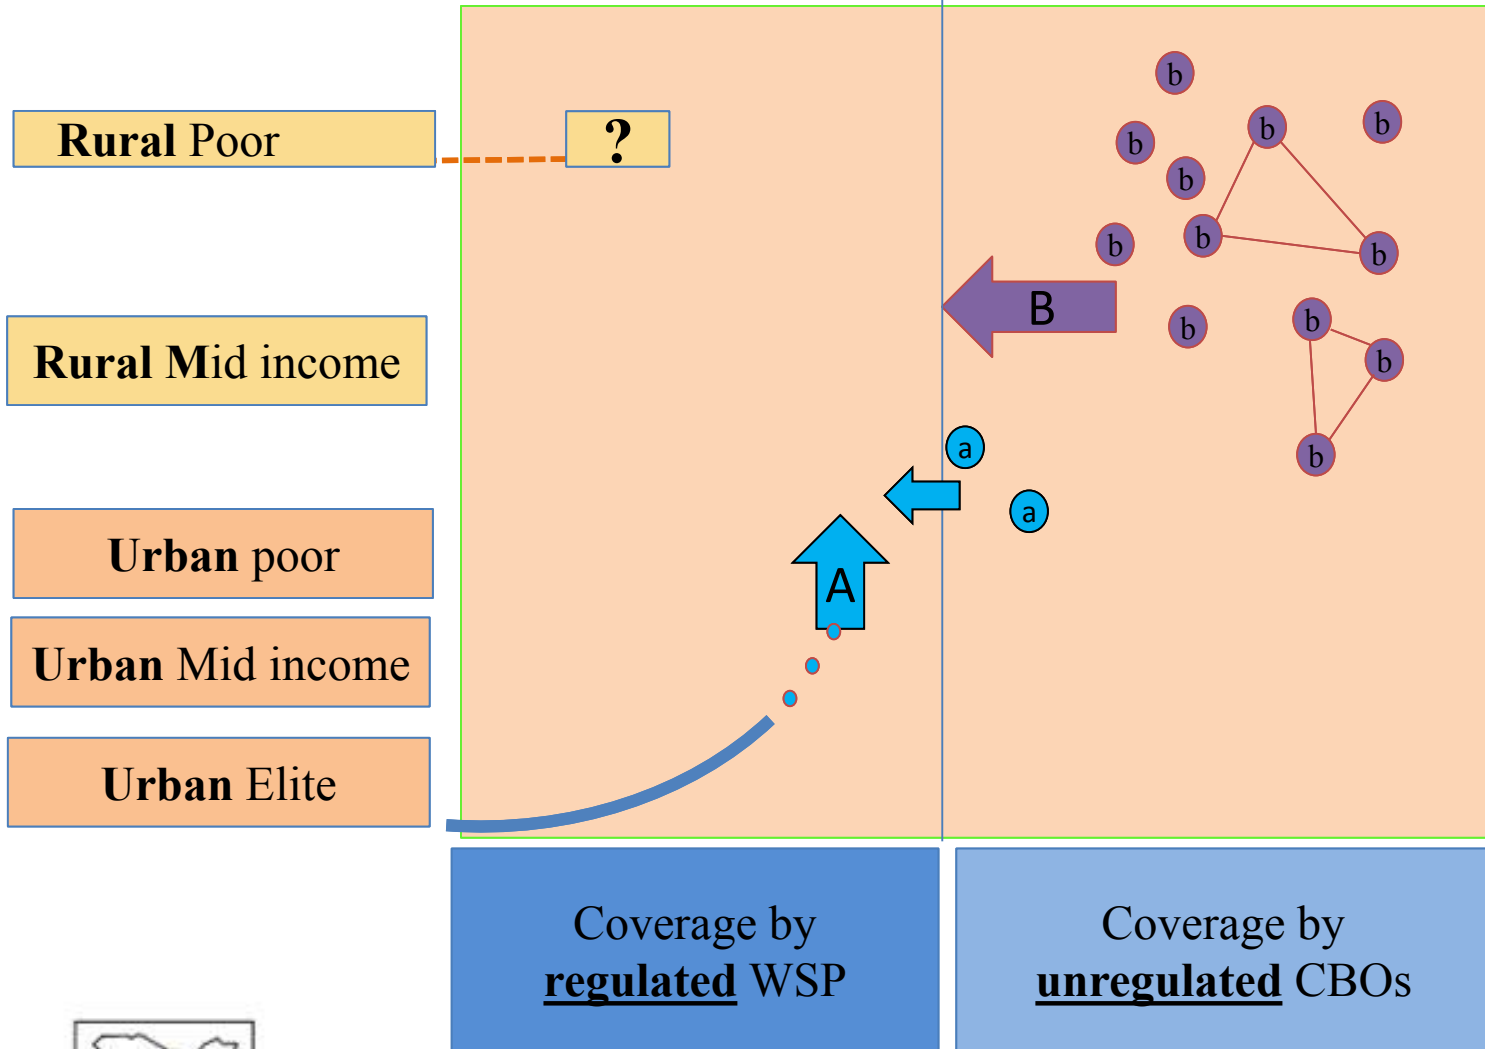 b
b
b
b
Rural Poor
?
b
b
b
b
B
b
b
Rural Mid income
b
a
b
a
Urban poor
A
Urban Mid income
Urban Elite
Coverage by
regulated WSP
Coverage by
unregulated CBOs